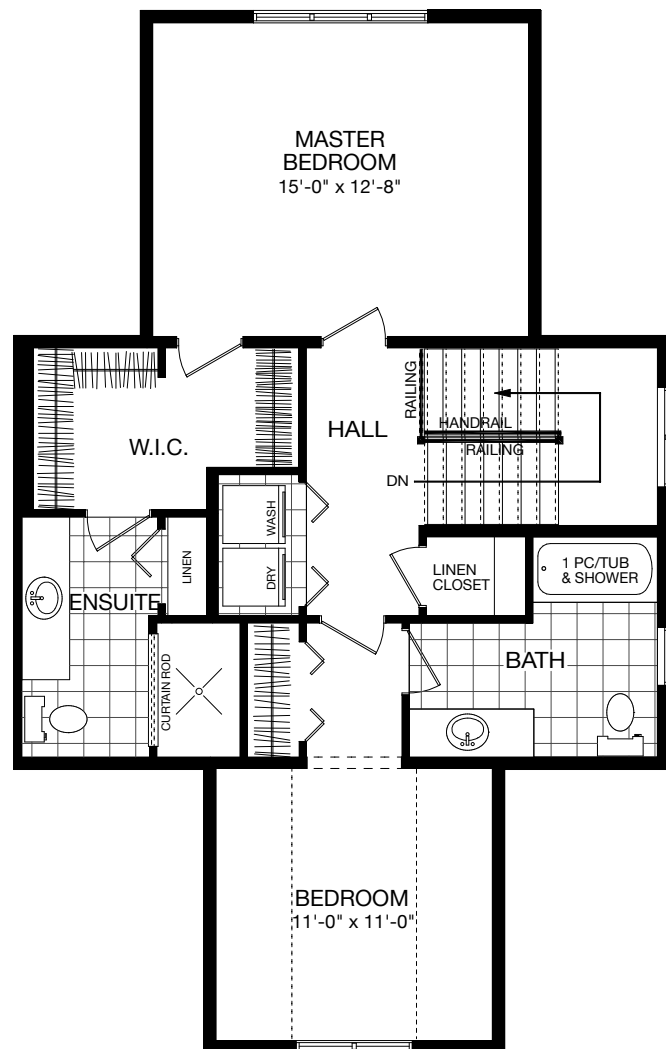 MASTER
BEDROOM
15'-0" x 12'-8"
RAILING
HANDRAIL
RAILING
HALL
W.I.C.
DN
WASH
DRY
LINEN
LINEN
CLOSET
1 PC/TUB
& SHOWER
ENSUITE
BATH
CURTAIN ROD
BEDROOM
11'-0" x 11'-0"